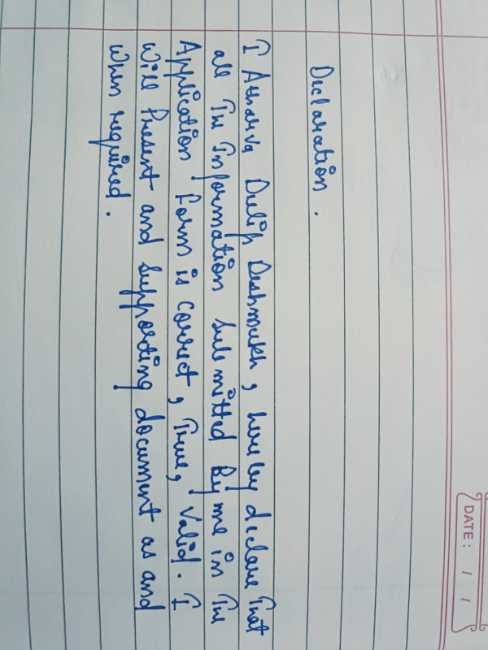 DATE: / /
Declaration.
I Atharva Dulip Deshmukh, hereby declare That
all The Information Submitted By me in The
Application Form is correct, True, Valid. I
Will Present and Supporting document as and
When required.